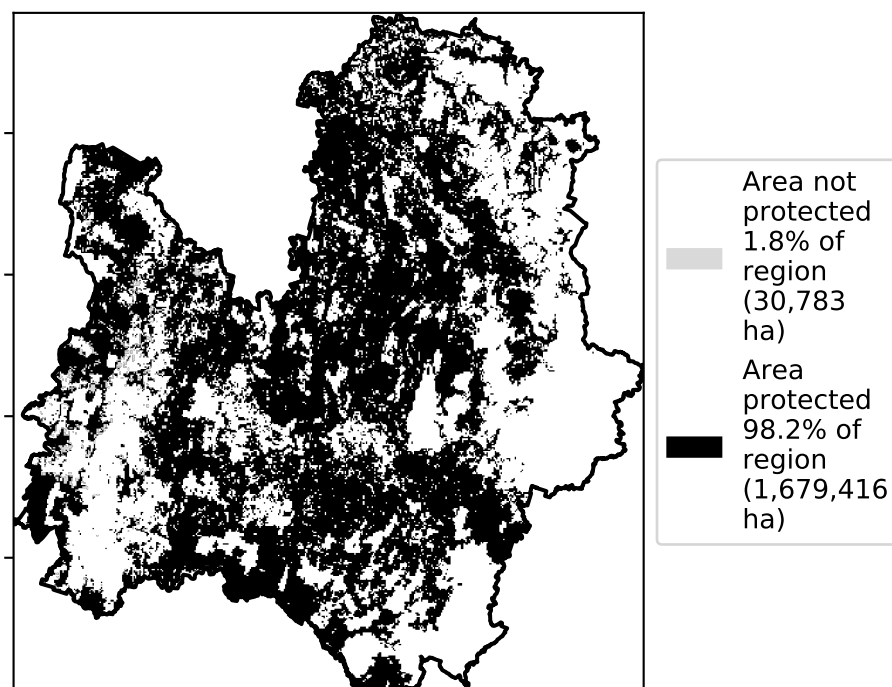 Area not
protected
1.8% of
region
(30,783
ha)
Area
protected
98.2% of
region
(1,679,416
ha)